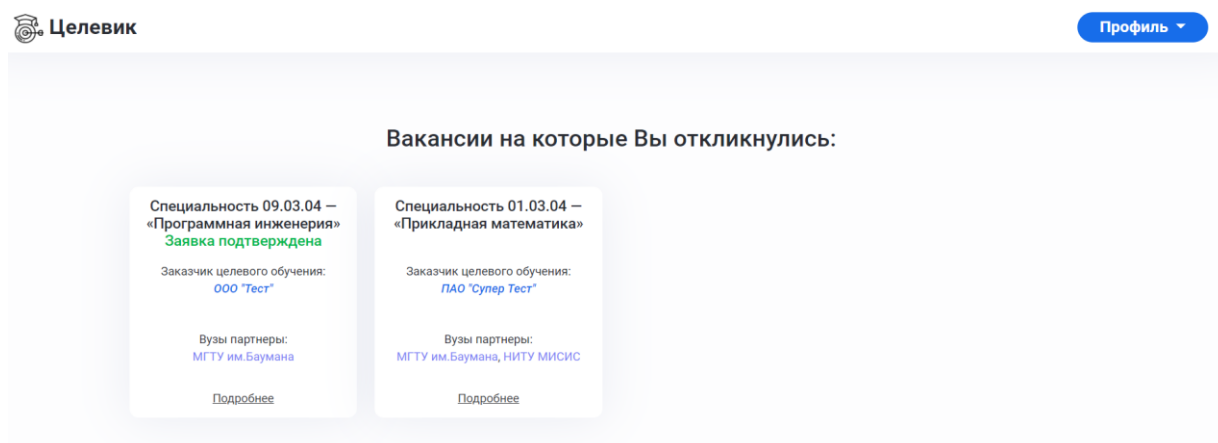 Целевик
Профиль
Вакансии на которые Вы откликнулись:
Специальность 09.03.04 —
«Программная инженерия»
Заявка подтверждена
Заказчик целевого обучения:
ООО "Тест"
Вузы партнеры:
МГТУ им.Баумана
Подробнее
Специальность 01.03.04 —
«Прикладная математика»
Заказчик целевого обучения:
ПАО "Супер Тест"
Вузы партнеры:
МГТУ им.Баумана, НИТУ МИСИС
Подробнее